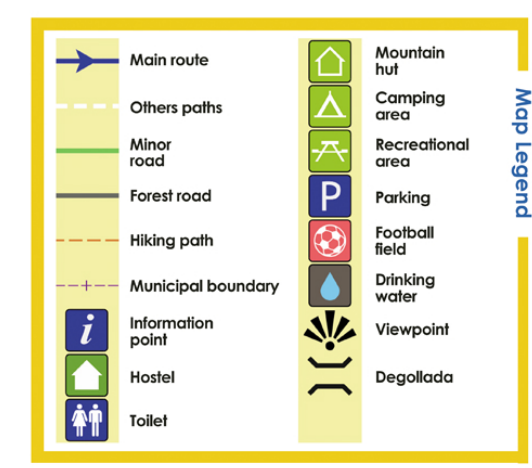 Main route
Others paths
Minor
road
Forest road
Hiking path
Municipal boundary
i
Information
point
Hostel
Toilet
Mountain
hut
Camping
area
Recreational
area
P
Parking
Football
field
Drinking
water
Viewpoint
Degollada
Map Legend